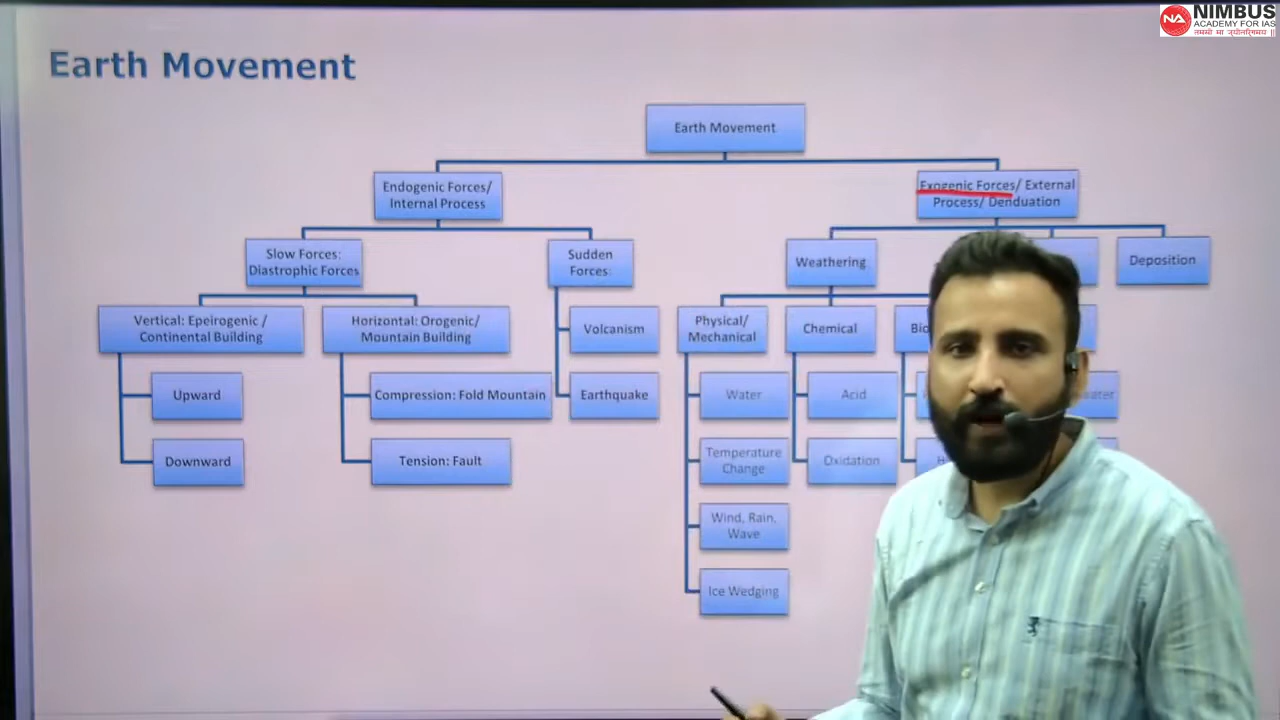 NIMBUS
ACADEMY FOR IAS
Earth Movement
Earth Movement
Endogenic Forces/
Internal Process
Exogenic Forces/ External
Process/ Denduation
Slow Forces:
Diastrophic Forces
Sudden
Forces:
Weathering
Deposition
Vertical: Epeirogenic /
Continental Building
Horizontal: Orogenic/
Mountain Building
Volcanism
Physical/
Mechanical
Chemical
Upward
Compression: Fold Mountain
Earthquake
Water
Acid
Downward
Tension: Fault
Temperature
Change
Oxidation
Wind, Rain,
Wave
Ice Wedging